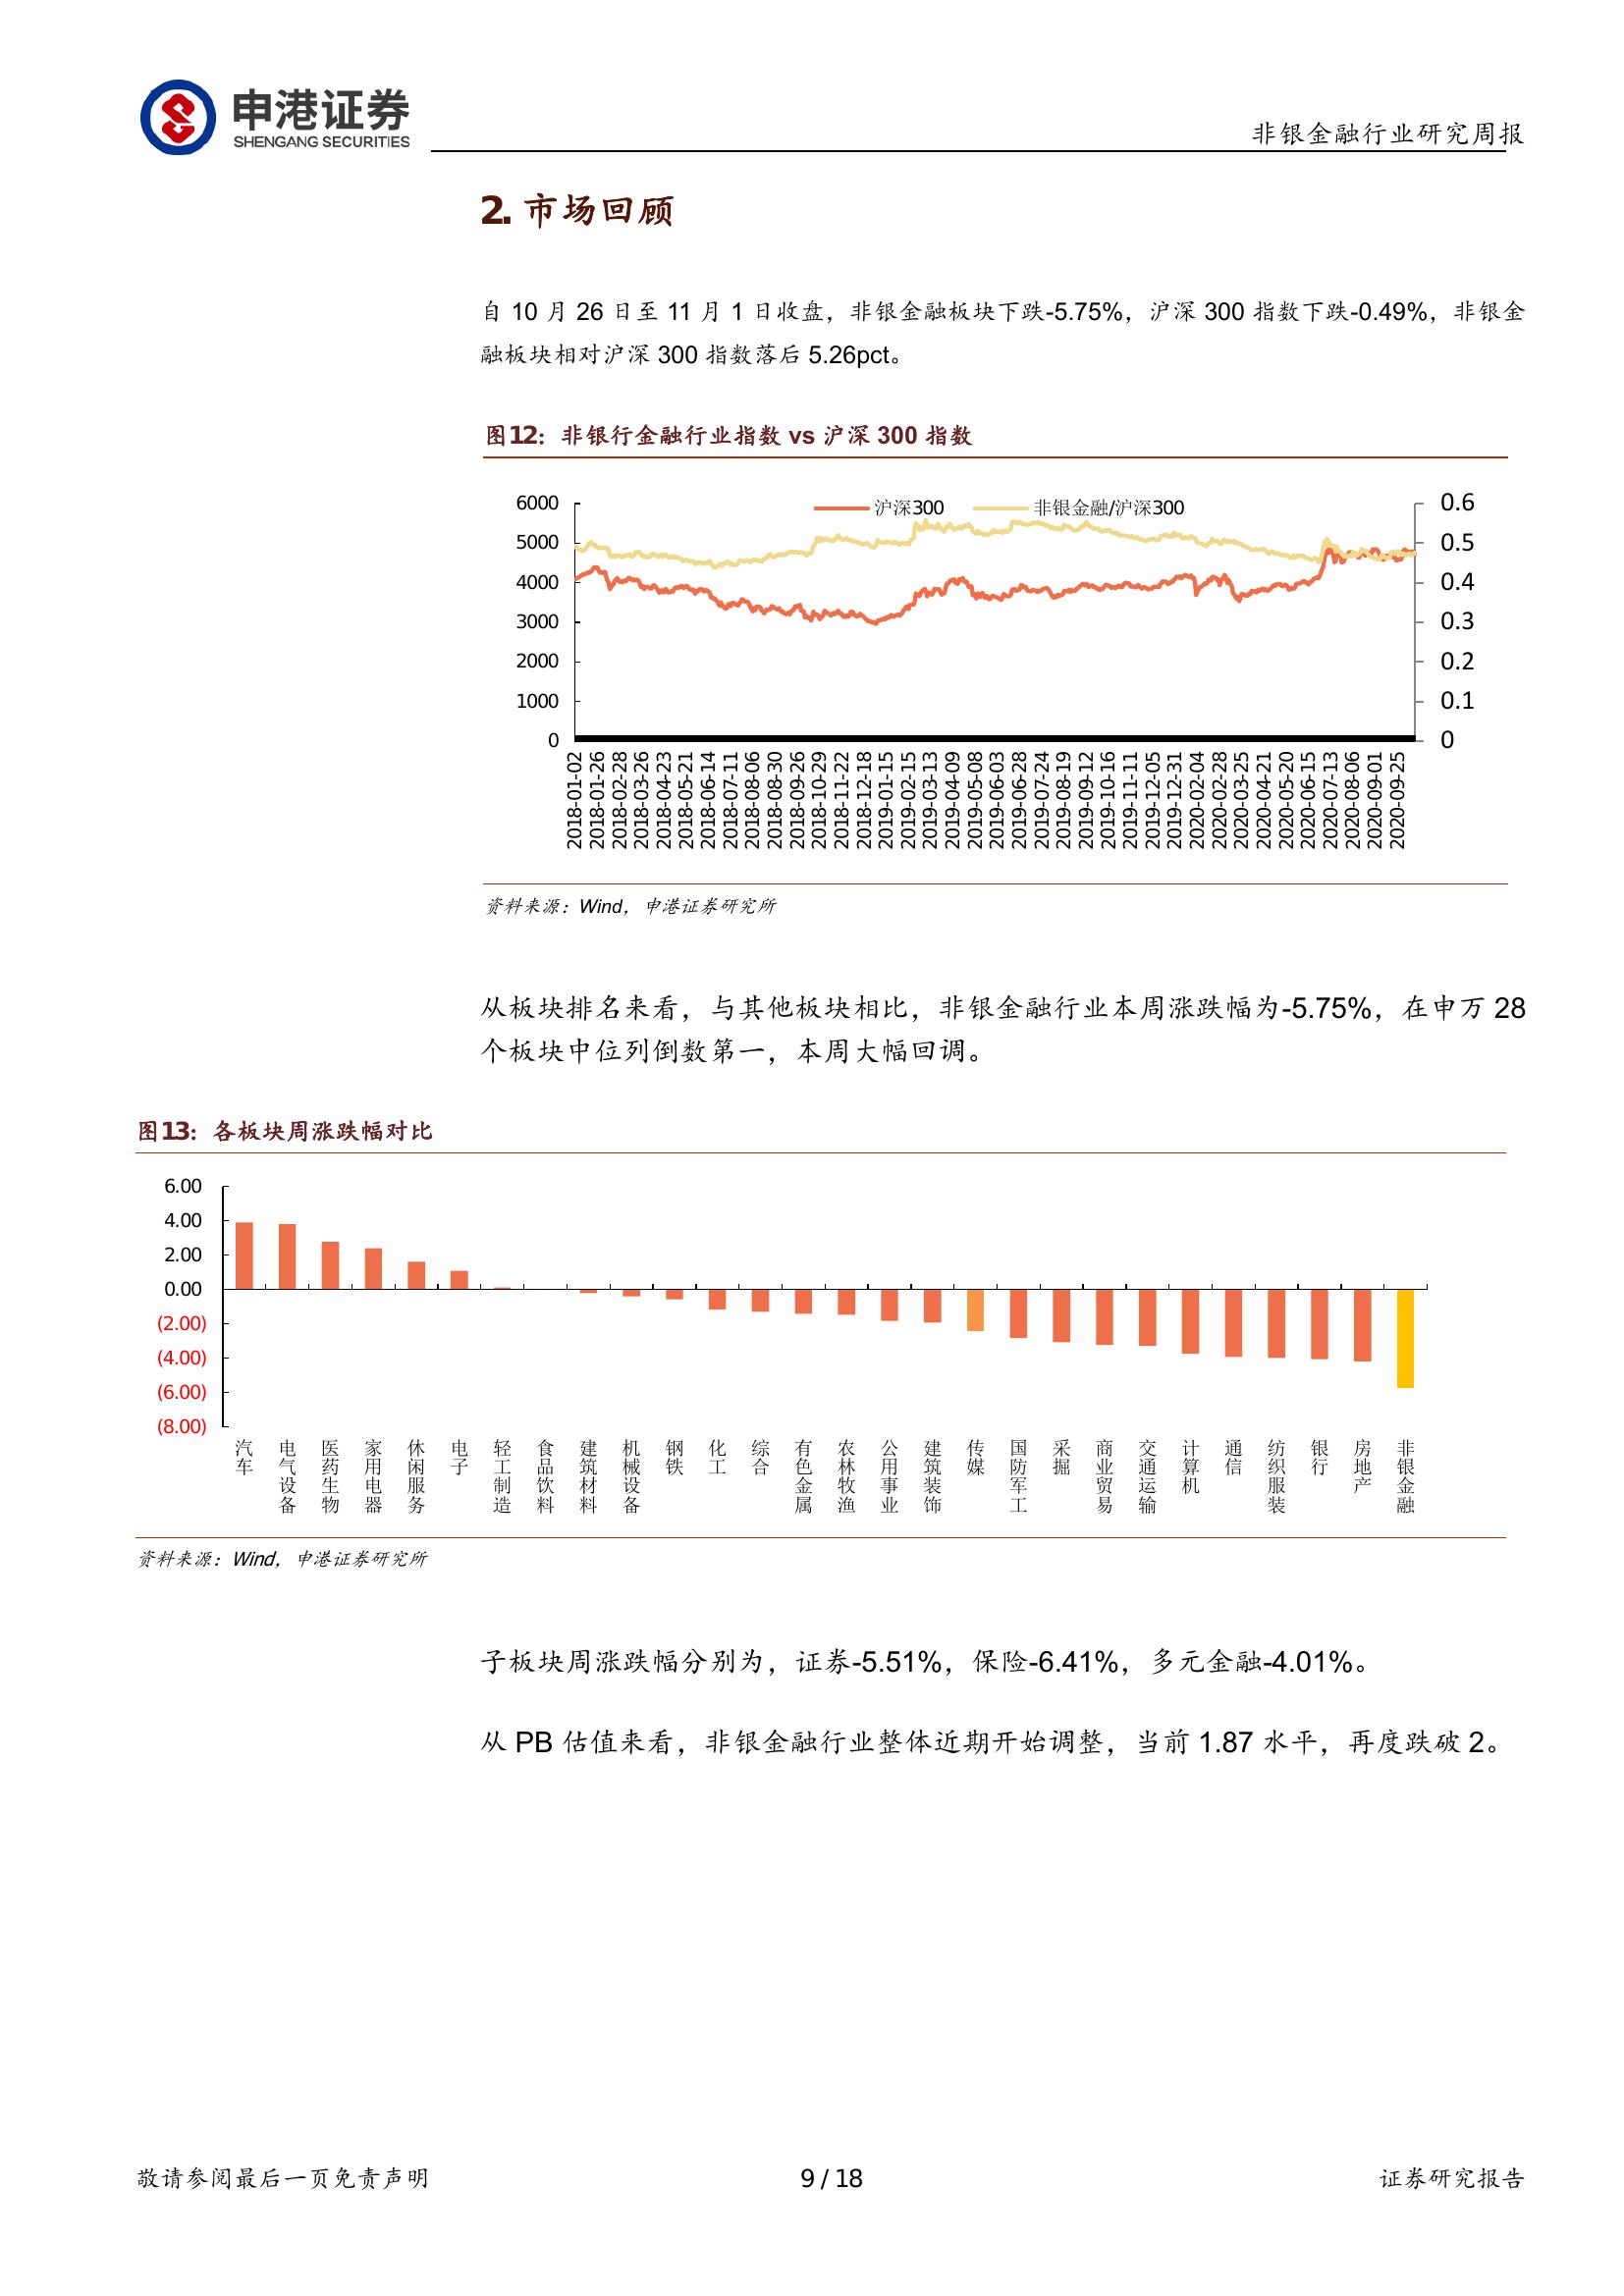 申港证券
SHENGANG SECURITIES
非银金融行业研究周报
2. 市场回顾
自 10 月 26 日至 11 月 1 日收盘，非银金融板块下跌-5.75%，沪深 300 指数下跌-0.49%，非银金
融板块相对沪深 300 指数落后 5.26pct。
图12：非银行金融行业指数 vs 沪深 300 指数
沪深300 非银金融/沪深300
6000
5000
4000
3000
2000
1000
0
0.6
0.5
0.4
0.3
0.2
0.1
0
2018-01-02
2018-01-26
2018-02-28
2018-03-26
2018-04-23
2018-05-21
2018-06-14
2018-07-11
2018-08-06
2018-08-30
2018-09-26
2018-10-29
2018-11-22
2018-12-18
2019-01-15
2019-02-15
2019-03-13
2019-04-09
2019-05-08
2019-06-03
2019-06-28
2019-07-24
2019-08-19
2019-09-12
2019-10-16
2019-11-11
2019-12-05
2019-12-31
2020-02-04
2020-02-28
2020-03-25
2020-04-21
2020-05-20
2020-06-15
2020-07-13
2020-08-06
2020-09-01
2020-09-25
资料来源：Wind，申港证券研究所
从板块排名来看，与其他板块相比，非银金融行业本周涨跌幅为-5.75%，在申万 28
个板块中位列倒数第一，本周大幅回调。
图13：各板块周涨跌幅对比
6.00
4.00
2.00
0.00
(2.00)
(4.00)
(6.00)
(8.00)
汽车
电气设备
医药生物
家用电器
休闲服务
电子
轻工制造
食品饮料
建筑材料
机械设备
钢铁
化工
综合
有色金属
农林牧渔
公用事业
建筑装饰
传媒
国防军工
采掘
商业贸易
交通运输
计算机
通信
纺织服装
银行
房地产
非银金融
资料来源：Wind，申港证券研究所
子板块周涨跌幅分别为，证券-5.51%，保险-6.41%，多元金融-4.01%。
从 PB 估值来看，非银金融行业整体近期开始调整，当前 1.87 水平，再度跌破 2。
敬请参阅最后一页免责声明
9 / 18
证券研究报告